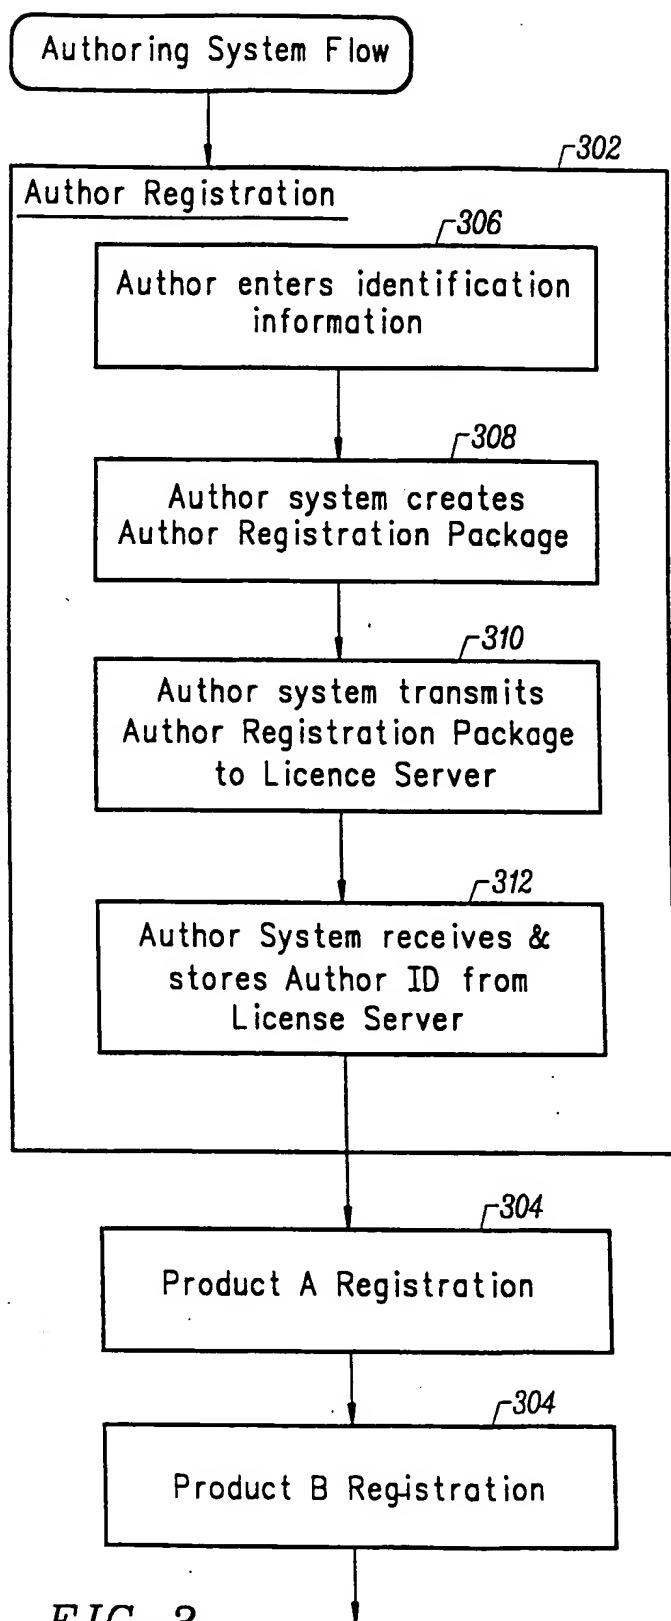 Authoring System Flow
302
Author Registration
306
Author enters identification
information
308
Author system creates
Author Registration Package
310
Author system transmits
Author Registration Package
to Licence Server
312
Author System receives &
stores Author ID from
License Server
304
Product A Registration
304
Product B Registration